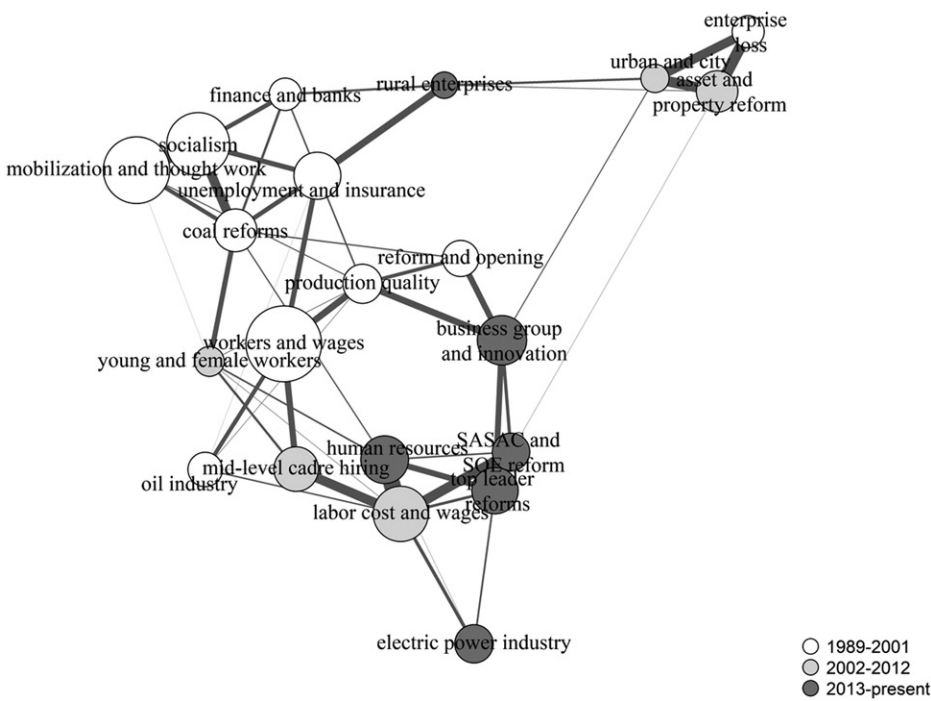 enterprise
loss
urban and city
asset and
property reform
rural enterprises
finance and banks
socialism
mobilization and thought work
unemployment and insurance
coal reforms
reform and opening
production quality
business group
and innovation
workers and wages
young and female workers
human resources
SASAC and
SOE reform
mid-level cadre hiring
oil industry
top leader
reforms
labor cost and wages
electric power industry
1989-2001
2002-2012
2013-present